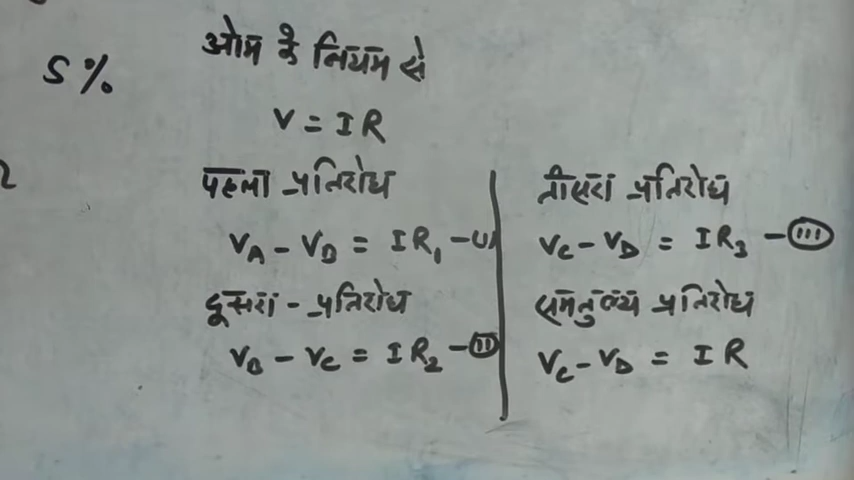 ओम के नियम से
S%
V = IR
2
पहला प्रतिरोध
VA - VB = IR1 - (i)
दूसरा - प्रतिरोध
VB - VC = IR2 - (ii)
तीसरा प्रतिरोध
VC - VD = IR3 - (iii)
समतुल्य प्रतिरोध
VC - VD = IR